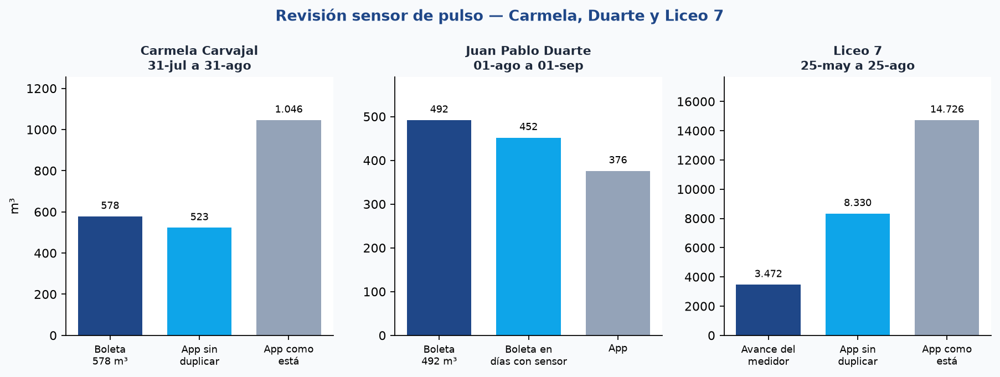 Revisión sensor de pulso — Carmela, Duarte y Liceo 7
Carmela Carvajal
31-jul a 31-ago
m³
1200
1000
800
600
400
200
0
578
523
1.046
Boleta
578 m³
App sin
duplicar
App como
está
Juan Pablo Duarte
01-ago a 01-sep
500
400
300
200
100
0
492
452
376
Boleta
492 m³
Boleta en
días con sensor
App
Liceo 7
25-may a 25-ago
16000
14000
12000
10000
8000
6000
4000
2000
0
3.472
8.330
14.726
Avance del
medidor
App sin
duplicar
App como
está